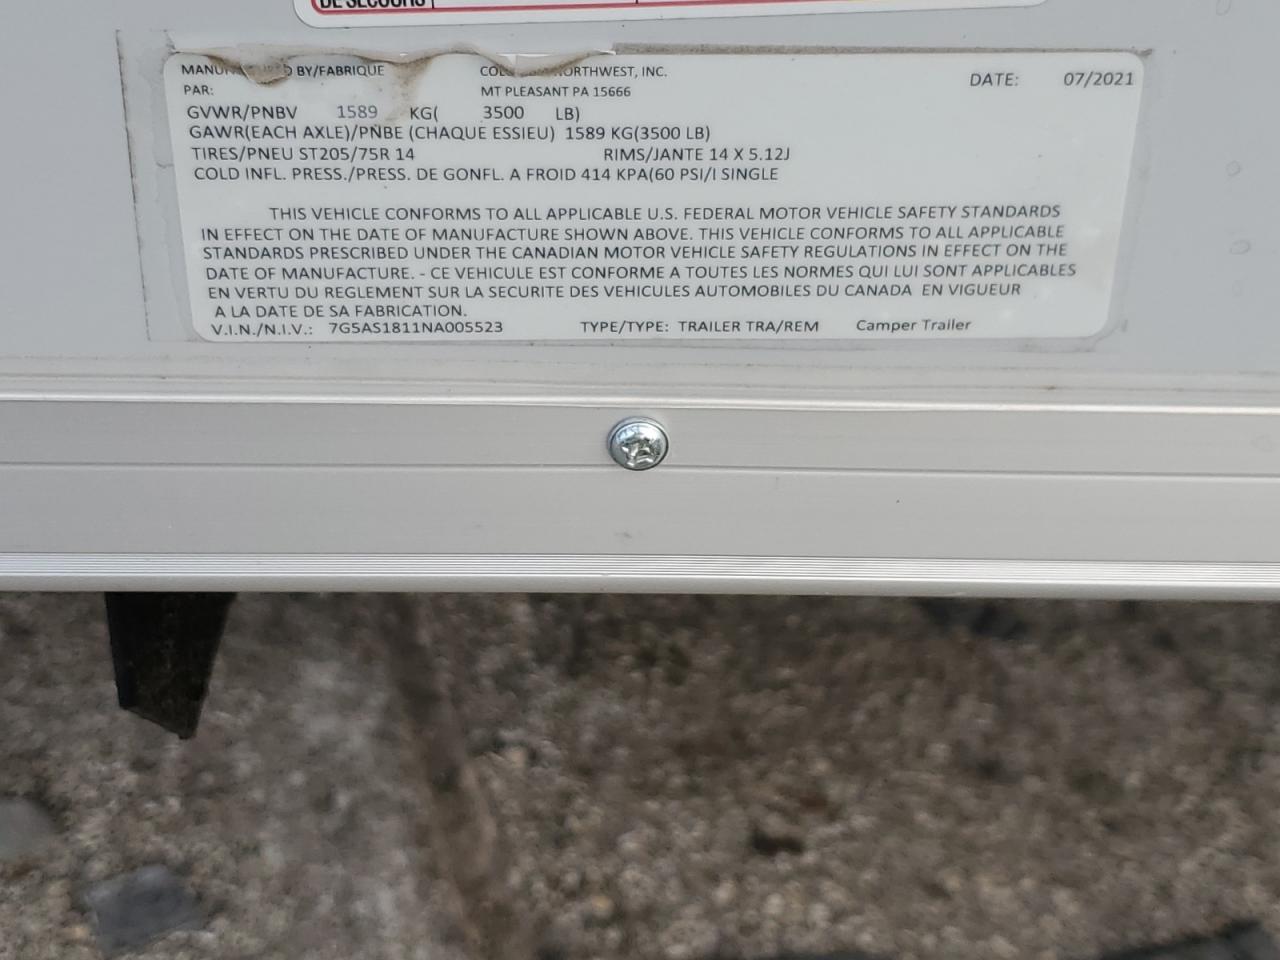 DE SECOURS
BY/FABRIQUE NORTHWEST, INC. DATE: 07/2021
PAR: MT PLEASANT PA 15666
GVWR/PNBV 1589 KG( 3500 LB)
GAWR(EACH AXLE)/PNBE (CHAQUE ESSIEU) 1589 KG(3500 LB)
TIRES/PNEU ST205/75R 14 RIMS/JANTE 14 X 5.12J
COLD INFL. PRESS./PRESS. DE GONFL. A FROID 414 KPA(60 PSI/I SINGLE
THIS VEHICLE CONFORMS TO ALL APPLICABLE U.S. FEDERAL MOTOR VEHICLE SAFETY STANDARDS
IN EFFECT ON THE DATE OF MANUFACTURE SHOWN ABOVE. THIS VEHICLE CONFORMS TO ALL APPLICABLE
STANDARDS PRESCRIBED UNDER THE CANADIAN MOTOR VEHICLE SAFETY REGULATIONS IN EFFECT ON THE
DATE OF MANUFACTURE. - CE VEHICULE EST CONFORME A TOUTES LES NORMES QUI LUI SONT APPLICABLES
EN VERTU DU REGLEMENT SUR LA SECURITE DES VEHICULES AUTOMOBILES DU CANADA EN VIGUEUR
A LA DATE DE SA FABRICATION.
V.I.N./N.I.V.: 7G5AS1811NA005523 TYPE/TYPE: TRAILER TRA/REM Camper Trailer